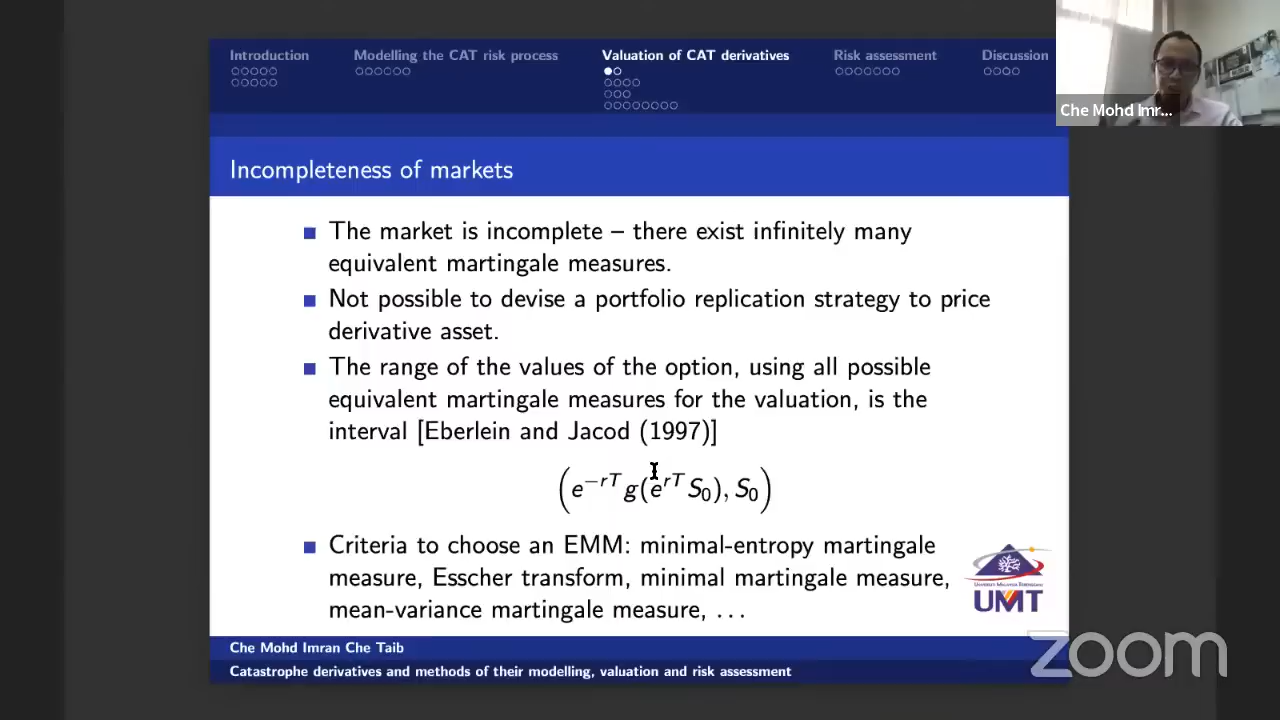 Introduction
Modelling the CAT risk process
Valuation of CAT derivatives
Risk assessment
Discussion
Che Mohd Imr...
Incompleteness of markets
The market is incomplete – there exist infinitely many
equivalent martingale measures.
Not possible to devise a portfolio replication strategy to price
derivative asset.
The range of the values of the option, using all possible
equivalent martingale measures for the valuation, is the
interval [Eberlein and Jacod (1997)]
(e^{-rT} g(e^{rT} S_0), S_0)
Criteria to choose an EMM: minimal-entropy martingale
measure, Esscher transform, minimal martingale measure,
mean-variance martingale measure, ...
UMT
Che Mohd Imran Che Taib
Catastrophe derivatives and methods of their modelling, valuation and risk assessment
zoom